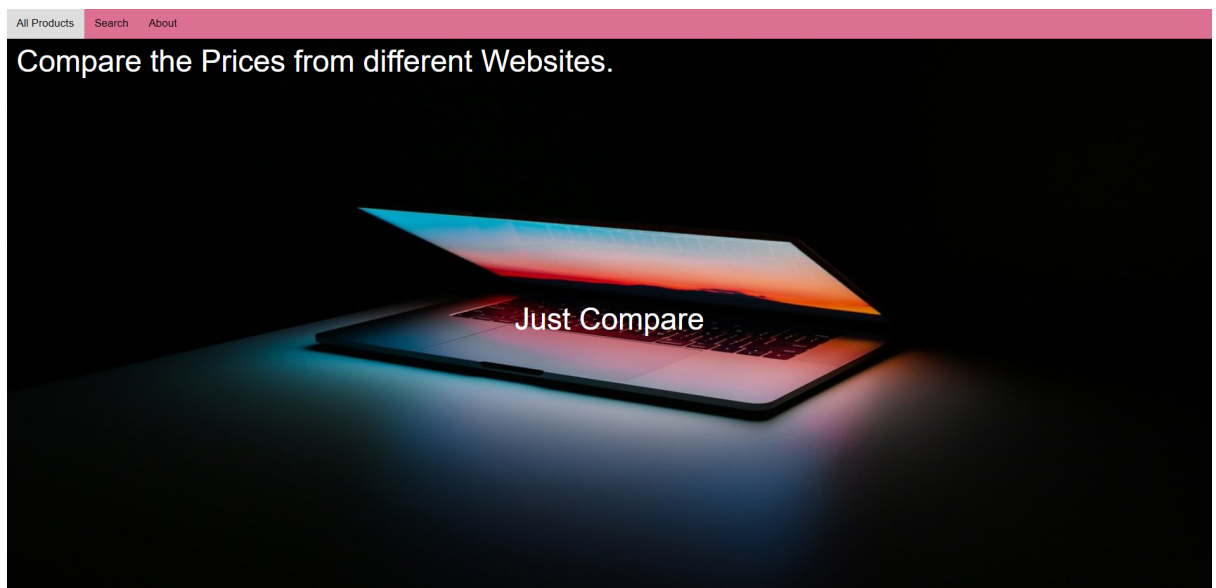 All Products Search About
Compare the Prices from different Websites.
Just Compare